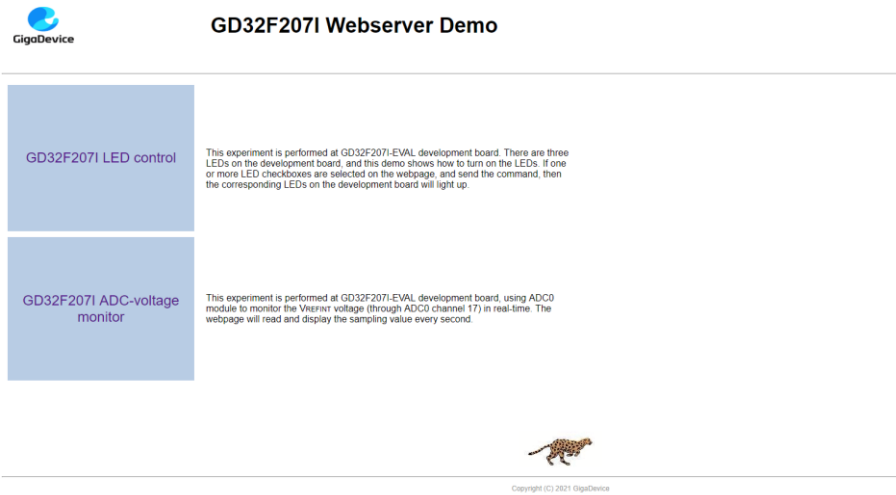 GigaDevice
GD32F207I Webserver Demo
GD32F207I LED control
This experiment is performed at GD32F207I-EVAL development board. There are three
LEDs on the development board, and this demo shows how to turn on the LEDs. If one
or more LED checkboxes are selected on the webpage, and send the command, then
the corresponding LEDs on the development board will light up.
GD32F207I ADC-voltage
monitor
This experiment is performed at GD32F207I-EVAL development board, using ADC0
module to monitor the VREFINT voltage (through ADC0 channel 17) in real-time. The
webpage will read and display the sampling value every second.
Copyright (C) 2021 GigaDevice